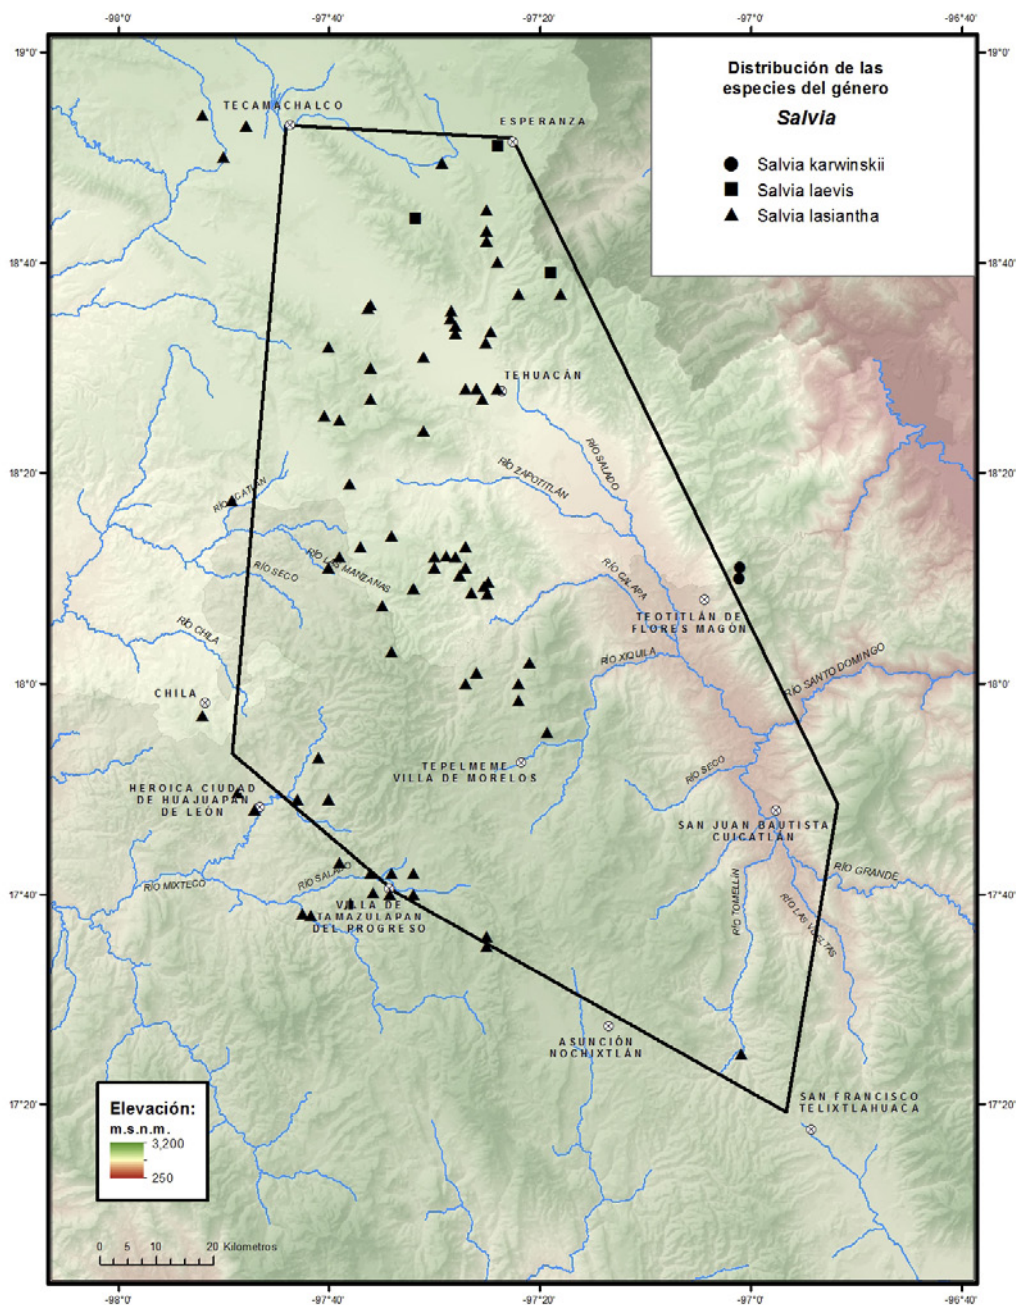 -98°0'
-97°40'
-97°20'
-97°0'
-96°40'
19°0'
19°0'
Distribución de las
especies del género
Salvia
Salvia karwinskii
Salvia laevis
Salvia lasiantha
TECAMACHALCO
ESPERANZA
18°40'
18°40'
TEHUACÁN
RÍO SALADO
RÍO ZAPOTITLÁN
18°20'
18°20'
RÍO LAS MANZANAS
RÍO SECO
RÍO CALAPA
TEOTITLÁN DE
FLORES MAGÓN
RÍO CHILA
RÍO XIQUILA
RÍO SANTO DOMINGO
18°0'
18°0'
CHILA
TEPELMEME
VILLA DE MORELOS
RÍO SECO
HEROICA CIUDAD
DE HUAJUAPAN
DE LEÓN
SAN JUAN BAUTISTA
CUICATLÁN
RÍO GRANDE
RÍO SALADO
RÍO MIXTECO
17°40'
17°40'
VILLA DE
TAMAZULAPAN
DEL PROGRESO
RÍO TOMELLÍN
RÍO LAS VUELTAS
ASUNCIÓN
NOCHIXTLÁN
SAN FRANCISCO
TELIXTLAHUACA
17°20'
17°20'
Elevación:
m.s.n.m.
3,200
250
0 5 10 20 Kilometros
-98°0'
-97°40'
-97°20'
-97°0'
-96°40'